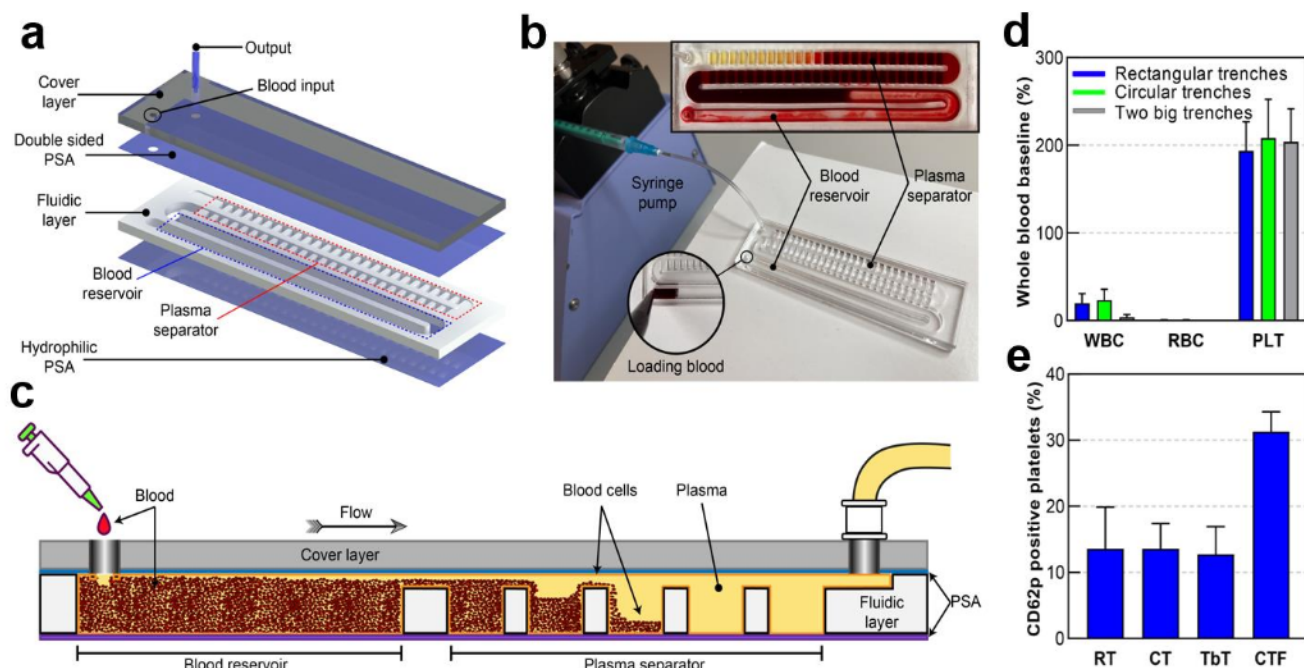 a
Output
Cover
layer
Blood input
Double sided
PSA
Fluidic
layer
Blood
reservoir
Plasma
separator
Hydrophilic
PSA
b
Syringe
pump
Blood
reservoir
Plasma
separator
Loading blood
c
Blood
Flow
Blood cells
Plasma
Cover layer
Fluidic
layer
PSA
Blood reservoir
Plasma separator
d
Whole blood baseline (%)
300
200
100
0
Rectangular trenches
Circular trenches
Two big trenches
WBC RBC PLT
e
CD62p positive platelets (%)
40
30
20
10
0
RT CT TbT CTF